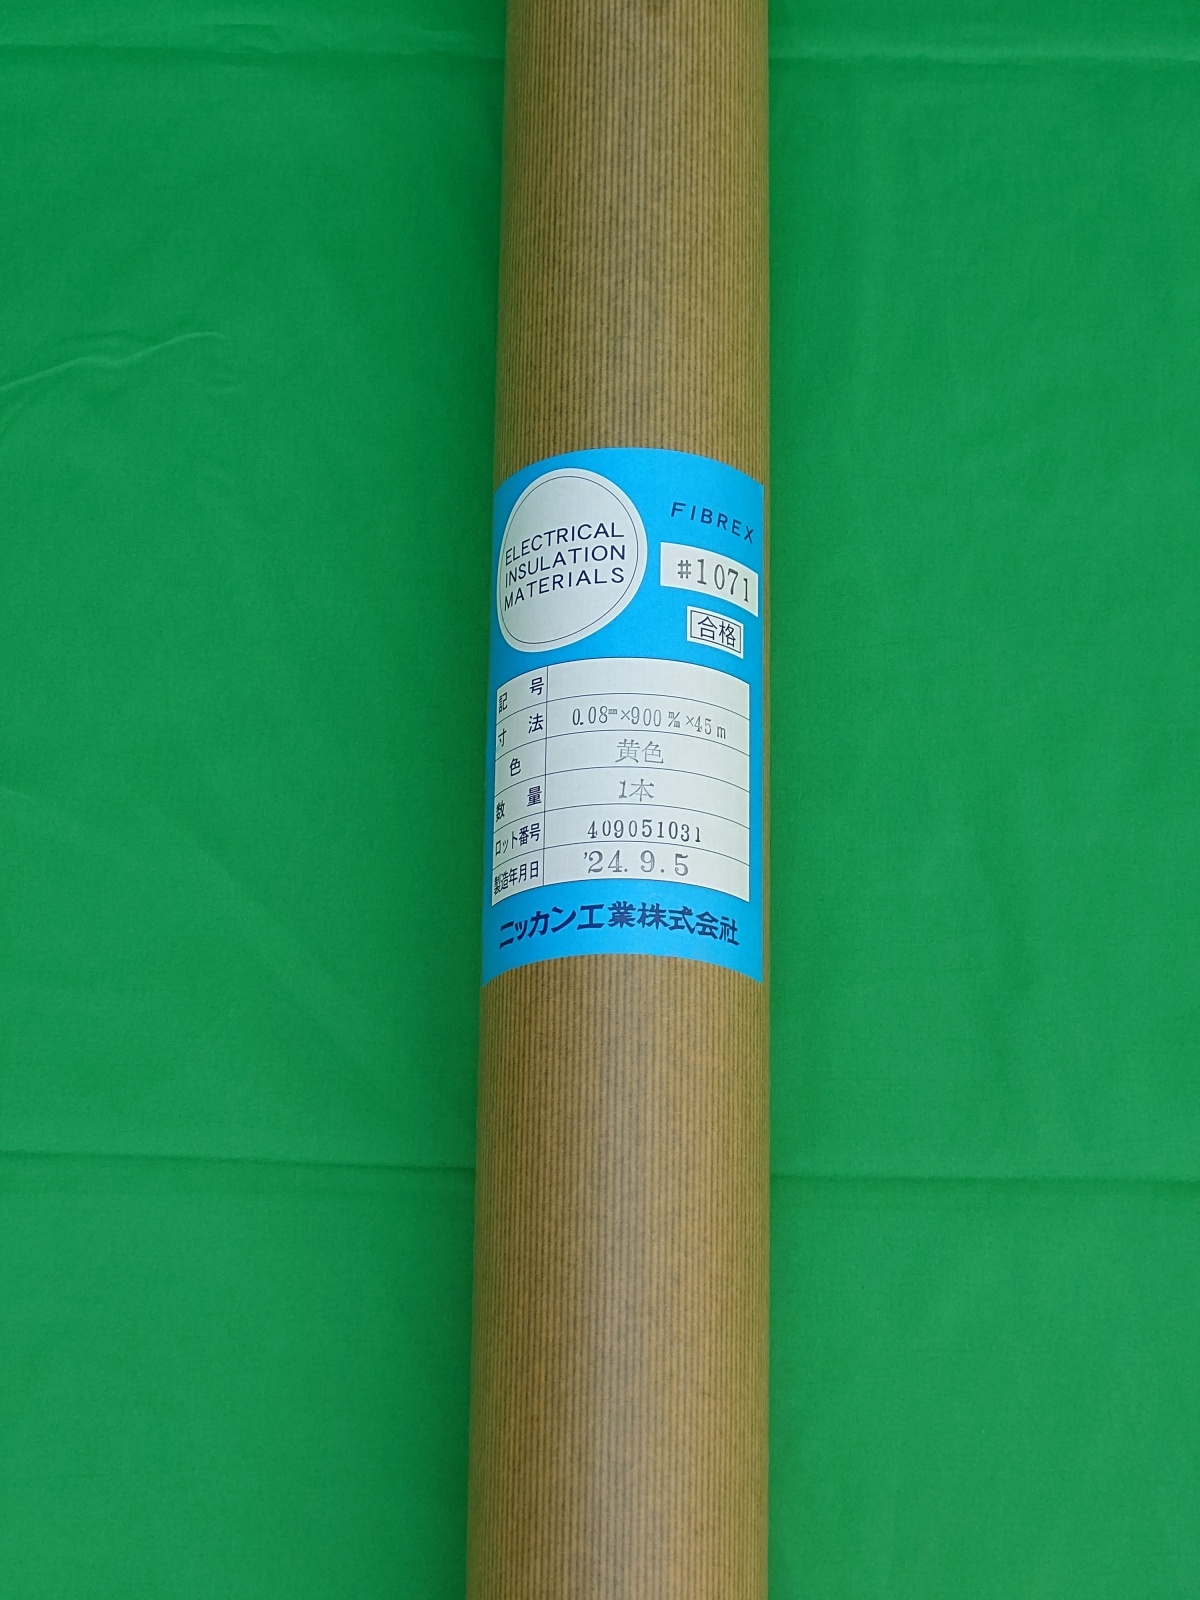 ELECTRICAL
INSULATION
MATERIALS
FIBREX
#1071
合格
記号
寸法 0.08㎜×900㎜×45m
色 黄色
数量 1本
ロット番号 409051031
製造年月日 '24.9.5
ニッカン工業株式会社